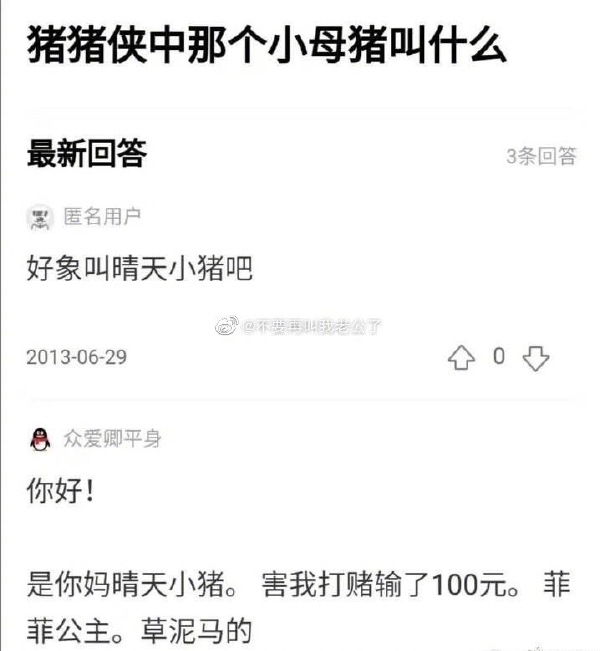 猪猪侠中那个小母猪叫什么
最新回答
3条回答
匿名用户
好象叫晴天小猪吧
@不要再叫我老公了
2013-06-29
0
众爱卿平身
你好！
是你妈晴天小猪。 害我打赌输了100元。 菲
菲公主。草泥马的